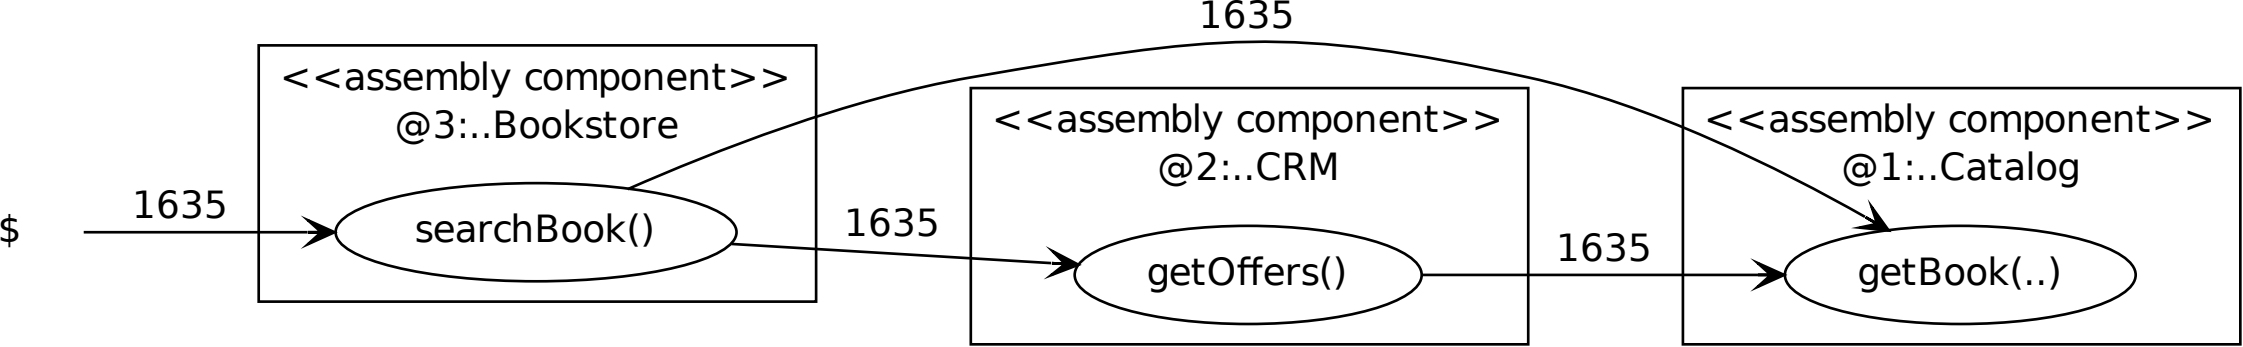 1635
<<assembly component>>
@3:..Bookstore
<<assembly component>>
@2:..CRM
<<assembly component>>
@1:..Catalog
$
1635
searchBook()
1635
getOffers()
1635
getBook(..)